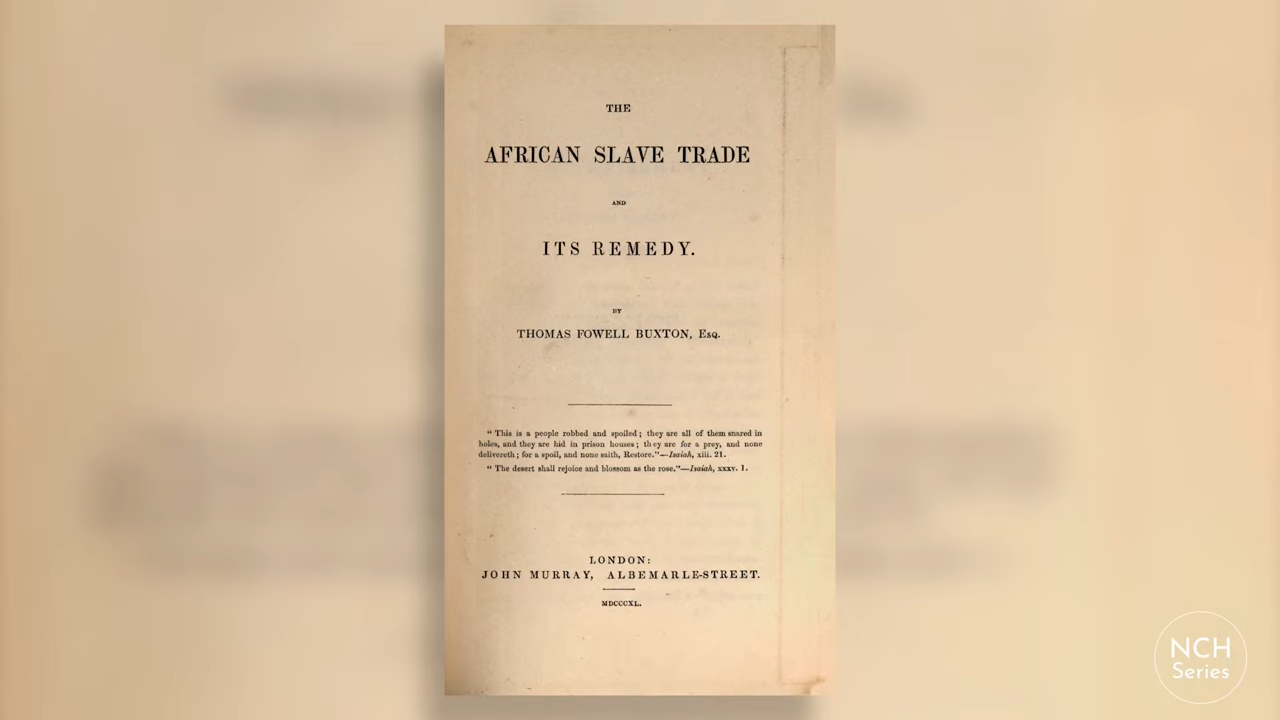 THE
AFRICAN SLAVE TRADE
AND
ITS REMEDY.
BY
THOMAS FOWELL BUXTON, Esq.
“ This is a people robbed and spoiled ; they are all of them snared in
holes, and they are hid in prison houses ; they are for a prey, and none
delivereth ; for a spoil, and none saith, Restore.”—Isaiah, xiii. 21.
“ The desert shall rejoice and blossom as the rose.”—Isaiah, xxxv. 1.
LONDON:
JOHN MURRAY, ALBEMARLE-STREET.
MDCCCXL.
NCH
Series